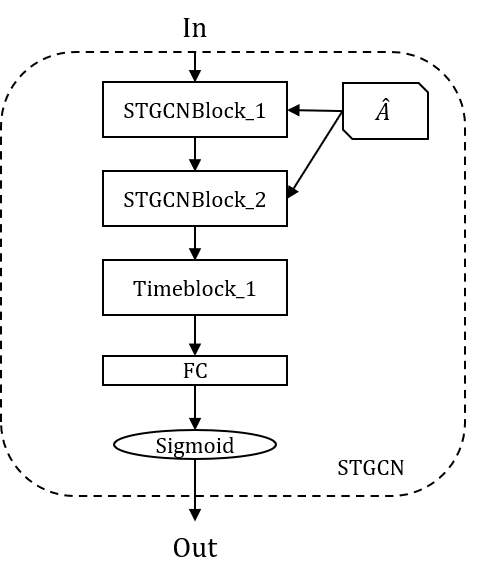 In
STGCNBlock_1
Â
STGCNBlock_2
Timeblock_1
FC
Sigmoid
STGCN
Out